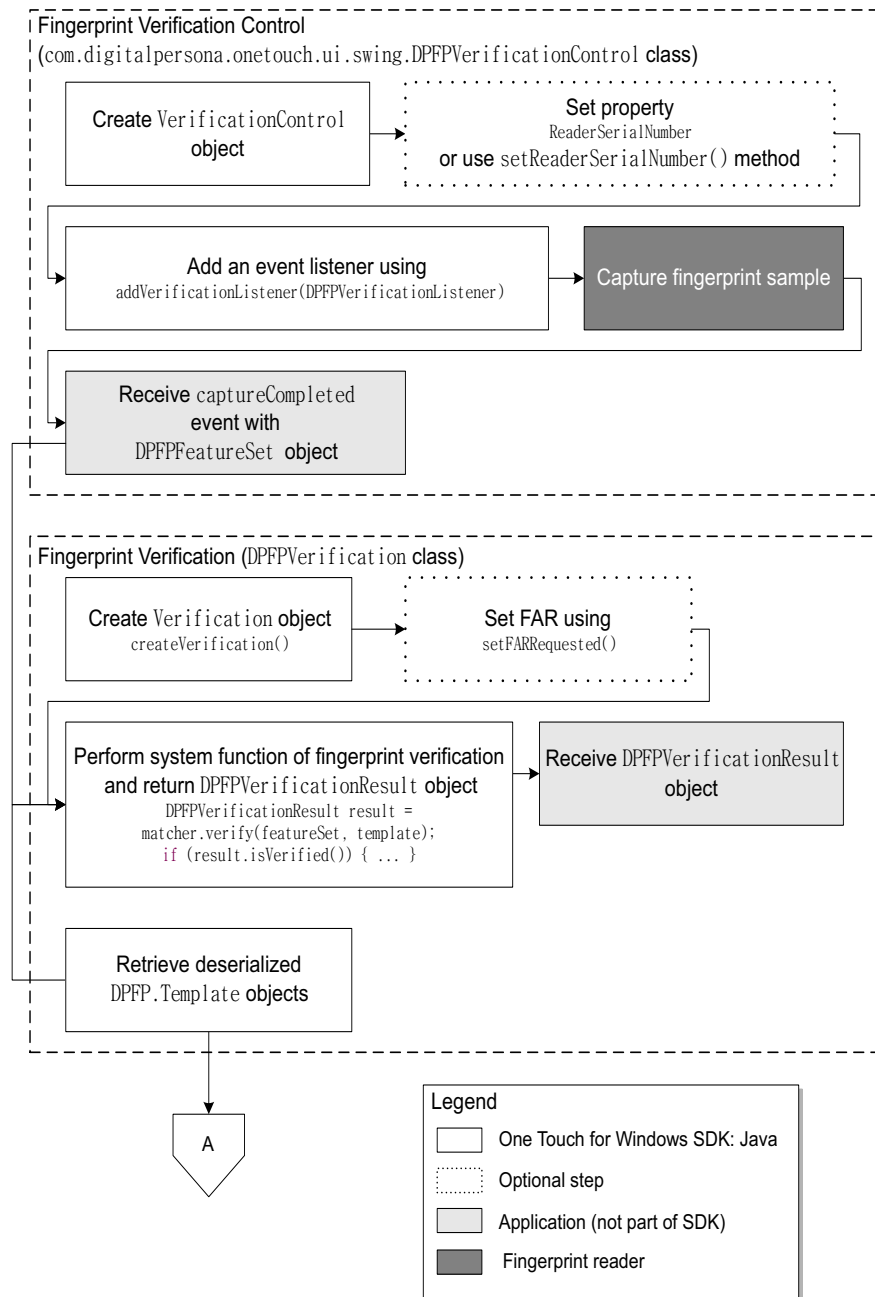 Fingerprint Verification Control
(com.digitalpersona.onetouch.ui.swing.DPFPVerificationControl class)
Create VerificationControl
object
Set property
ReaderSerialNumber
or use setReaderSerialNumber() method
Add an event listener using
addVerificationListener(DPFPVerificationListener)
Capture fingerprint sample
Receive captureCompleted
event with
DPFPFeatureSet object
Fingerprint Verification (DPFPVerification class)
Create Verification object
createVerification()
Set FAR using
setFARRequested()
Perform system function of fingerprint verification
and return DPFPVerificationResult object
DPFPVerificationResult result =
matcher.verify(featureSet, template);
if (result.isVerified()) { ... }
Receive DPFPVerificationResult
object
Retrieve deserialized
DPFP.Template objects
A
Legend
One Touch for Windows SDK: Java
Optional step
Application (not part of SDK)
Fingerprint reader